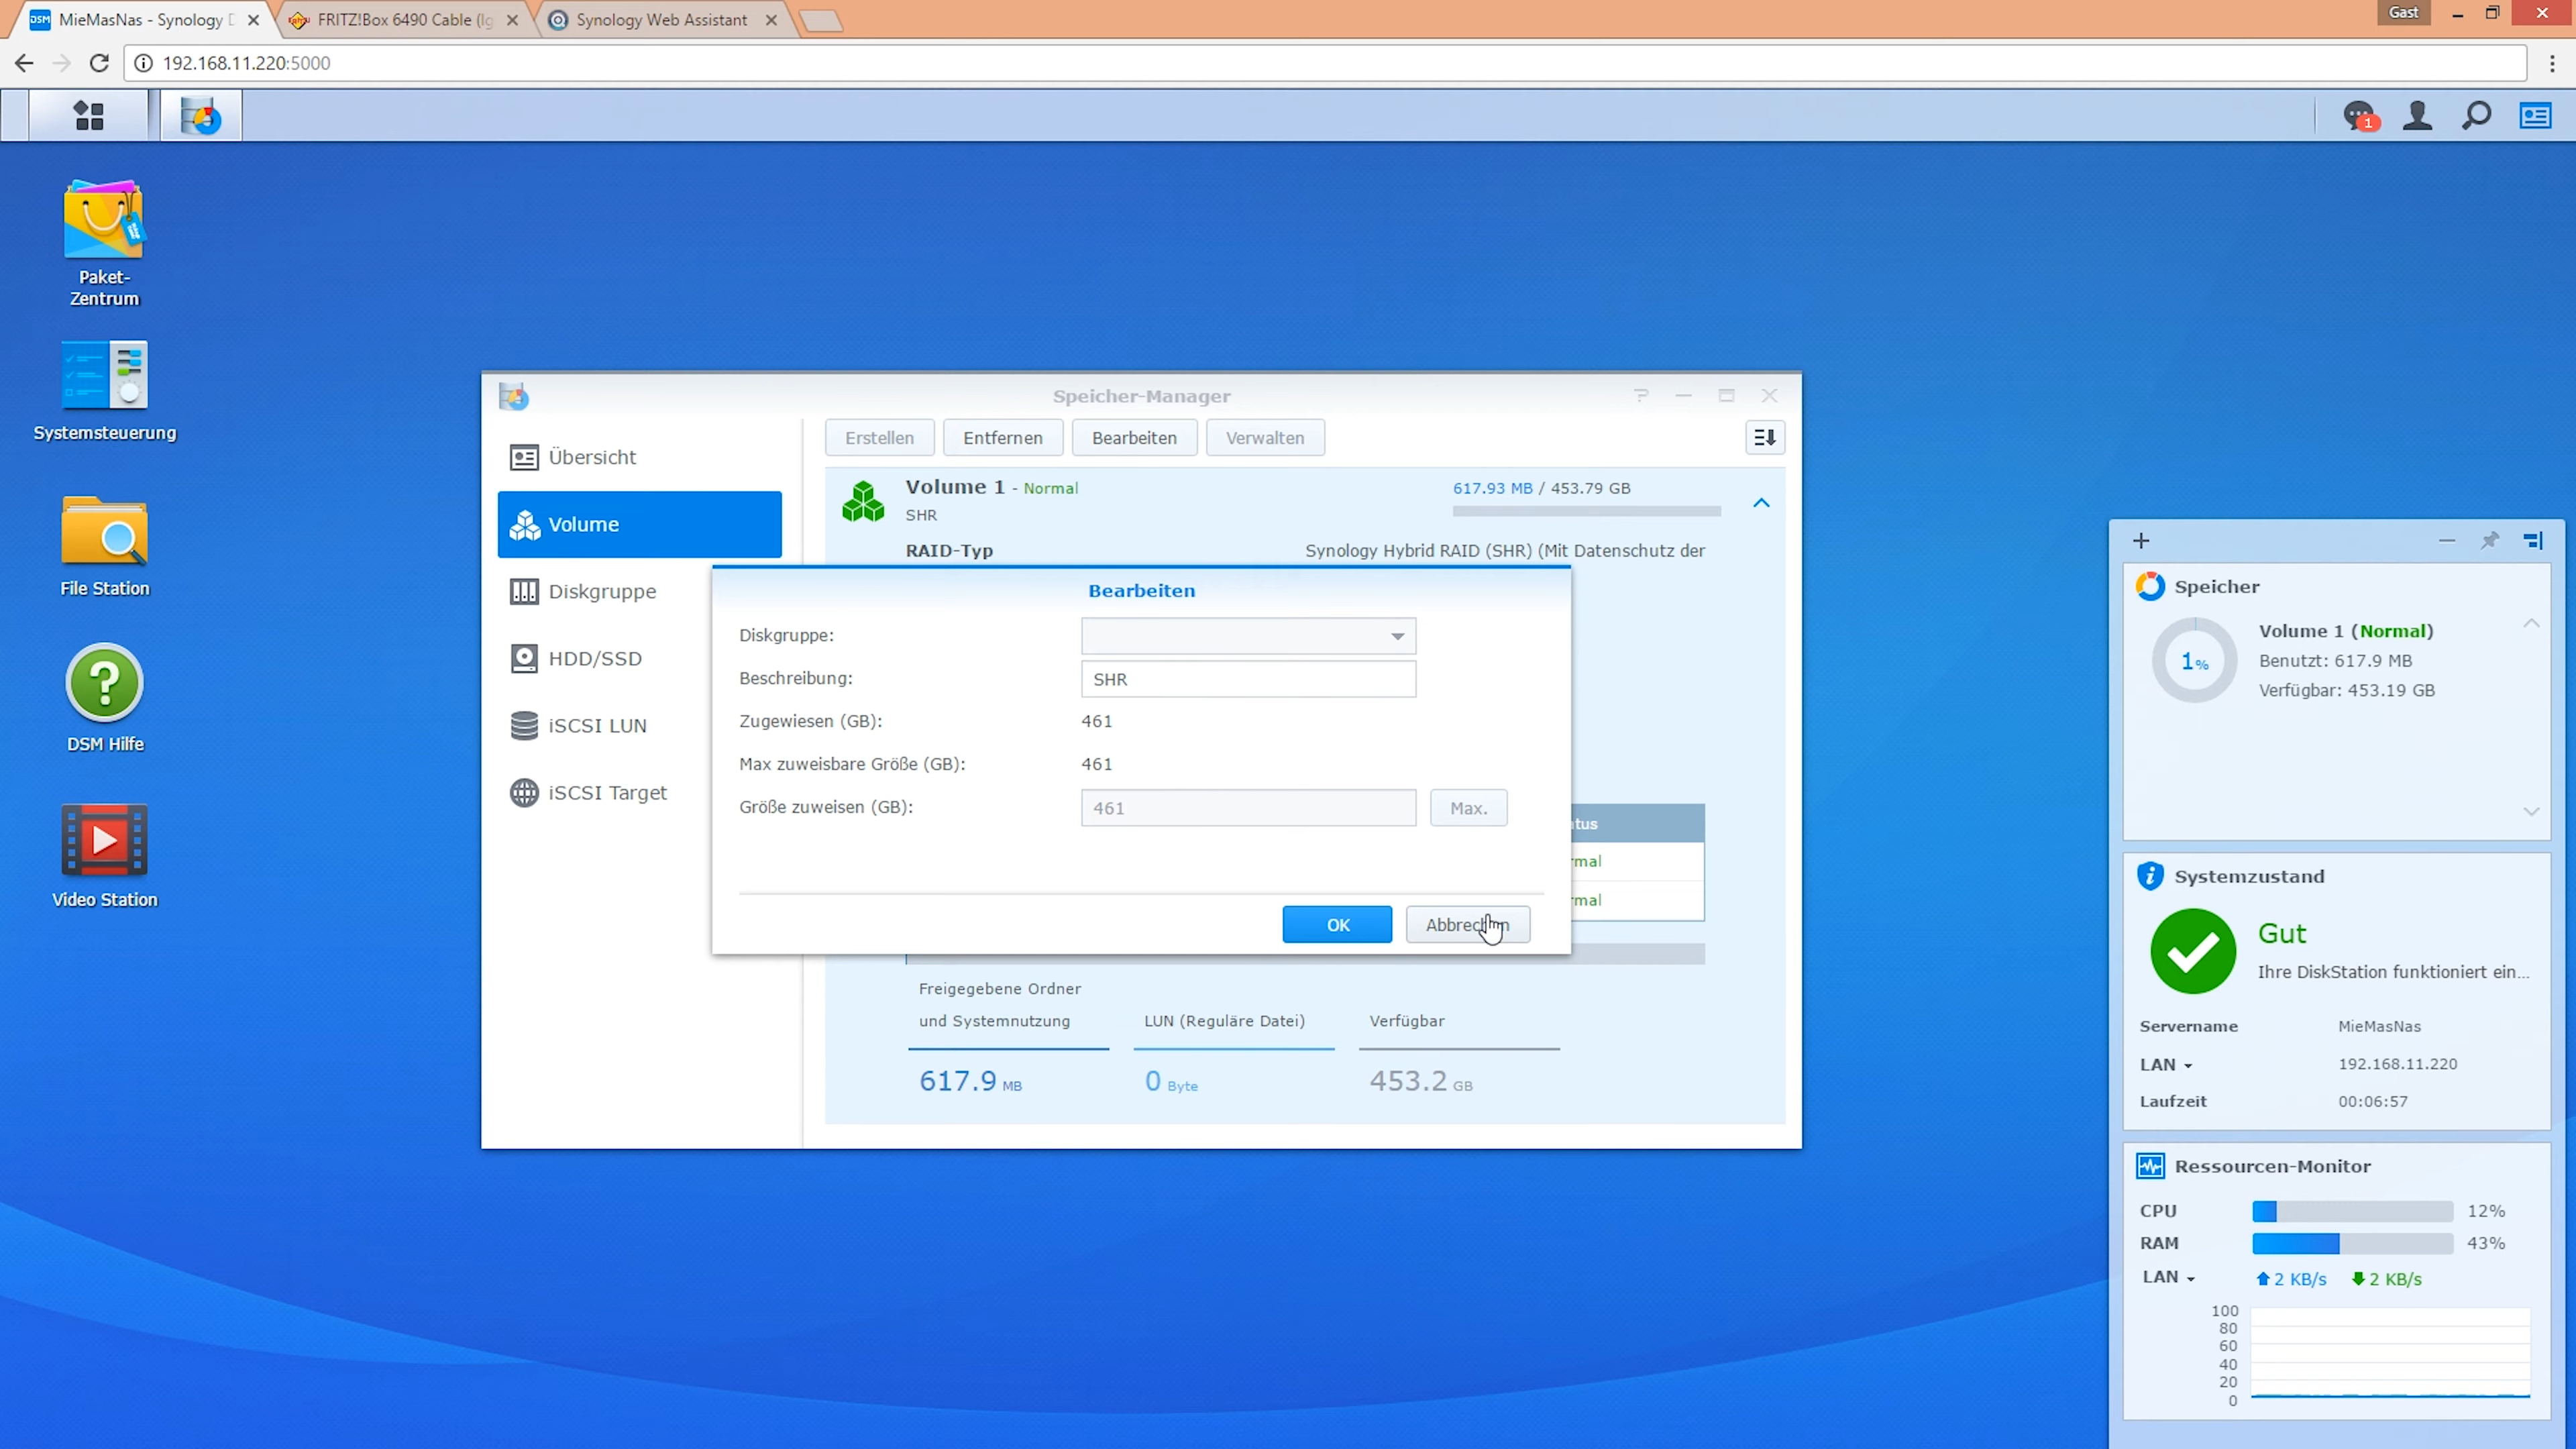 MieMasNas - Synology D
FRITZ!Box 6490 Cable (lg
Synology Web Assistant
Gast
192.168.11.220:5000
1
Paket-
Zentrum
Systemsteuerung
File Station
DSM Hilfe
Video Station
Speicher-Manager
Übersicht
Volume
Diskgruppe
HDD/SSD
iSCSI LUN
iSCSI Target
Erstellen
Entfernen
Bearbeiten
Verwalten
Volume 1 - Normal
617.93 MB / 453.79 GB
SHR
RAID-Typ
Synology Hybrid RAID (SHR) (Mit Datenschutz der
Bearbeiten
Diskgruppe:
Beschreibung:
SHR
Zugewiesen (GB):
461
Max zuweisbare Größe (GB):
461
Größe zuweisen (GB):
461
Max.
OK
Abbrechen
Freigegebene Ordner
und Systemnutzung
LUN (Reguläre Datei)
Verfügbar
617.9 MB
0 Byte
453.2 GB
Speicher
1%
Volume 1 (Normal)
Benutzt: 617.9 MB
Verfügbar: 453.19 GB
Systemzustand
Gut
Ihre DiskStation funktioniert ein...
Servername
MieMasNas
LAN
192.168.11.220
Laufzeit
00:06:57
Ressourcen-Monitor
CPU
12%
RAM
43%
LAN
2 KB/s
2 KB/s
100
80
60
40
20
0